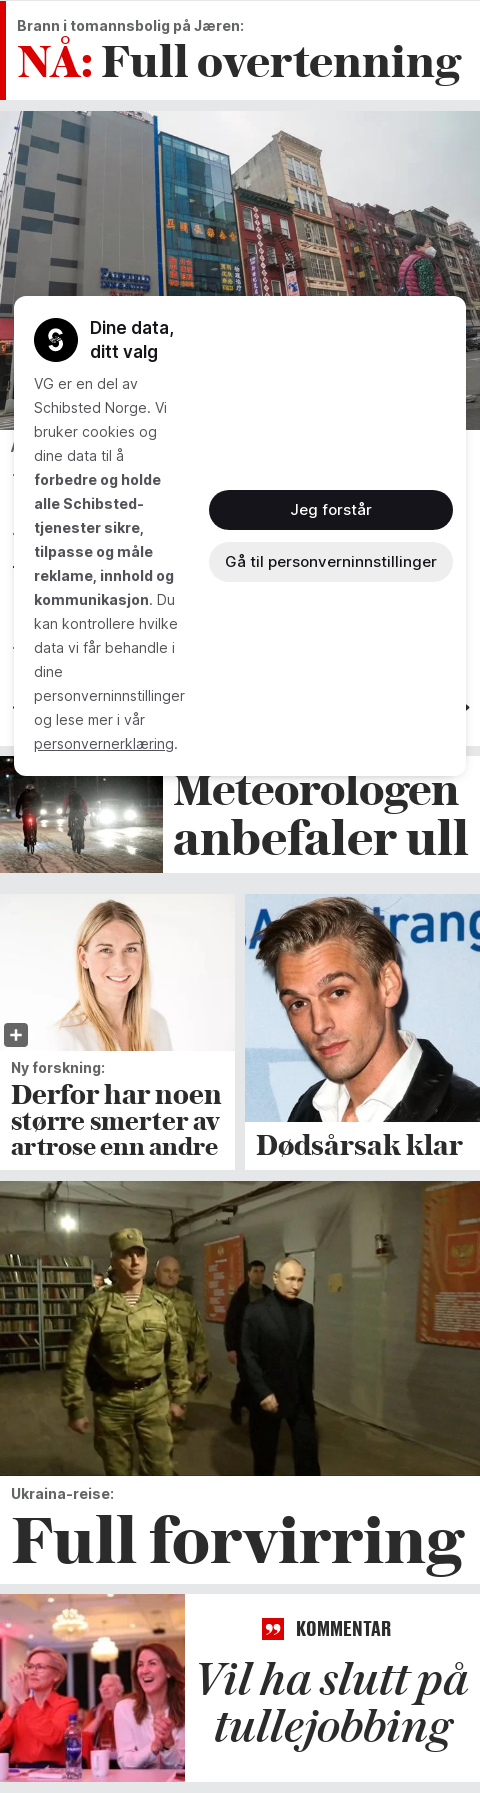 Brann i tomannsbolig på Jæren:
NÅ: Full overtenning
Dine data,
ditt valg
VG er en del av
Schibsted Norge. Vi
bruker cookies og
dine data til å
forbedre og holde
alle Schibsted-
tjenester sikre,
tilpasse og måle
reklame, innhold og
kommunikasjon. Du
kan kontrollere hvilke
data vi får behandle i
dine
personverninnstillinger
og lese mer i vår
personvernerklæring.
Jeg forstår
Gå til personverninnstillinger
Meteorologen
anbefaler ull
Ny forskning:
Derfor har noen
større smerter av
artrose enn andre
Dødsårsak klar
Ukraina-reise:
Full forvirring
KOMMENTAR
Vil ha slutt på
tullejobbing